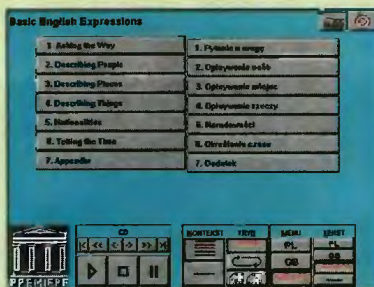 Basic English Expressions
1. Asking the Way
2. Describing People
3. Describing Places
4. Describing Things
5. Nationalities
6. Telling the Time
7. Appendix
1. Pytanie o drogę
2. Opisywanie osób
3. Opisywanie miejsc
4. Opisywanie rzeczy
5. Narodowości
6. Określanie czasu
7. Dodatek
CD
KONTEKST TRYB MENU TEKST
PL PL
GB GB
PREMIERE